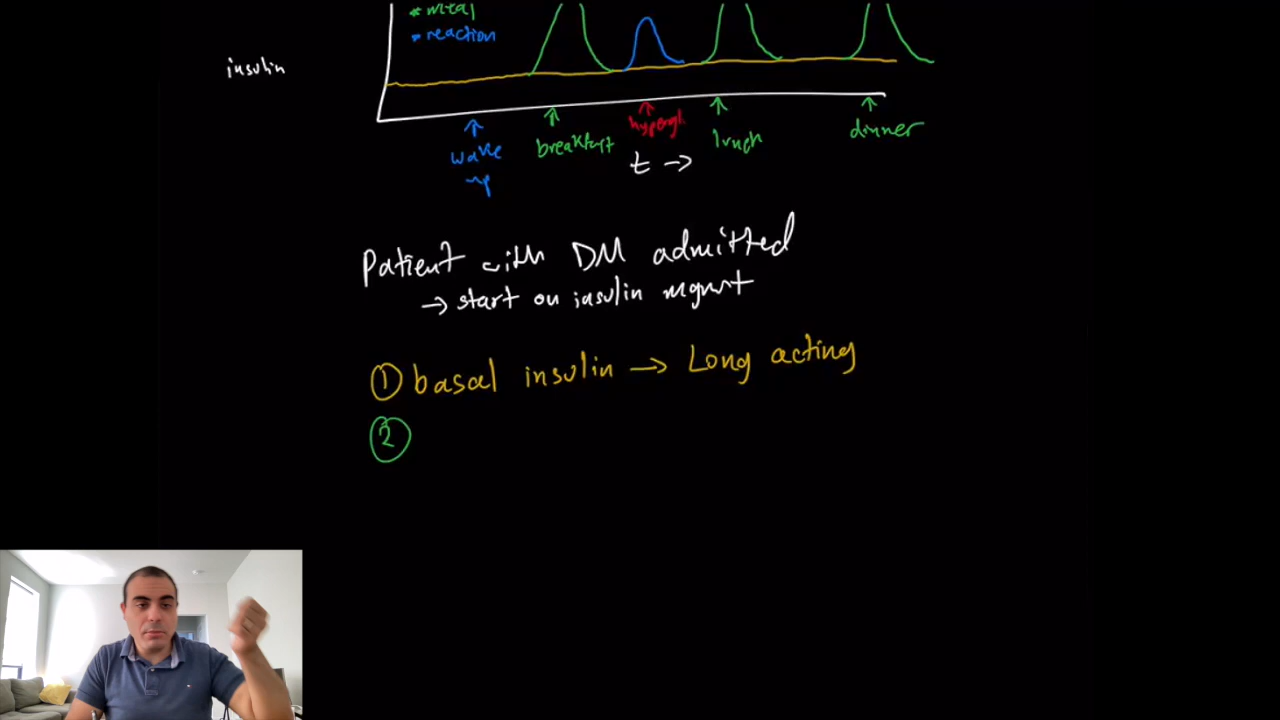 * meal
* reaction
insulin
wake
up
breakfast
hypergl.
lunch
dinner
t →
Patient with DM admitted
→ start on insulin mgmt
① basal insulin → Long acting
②